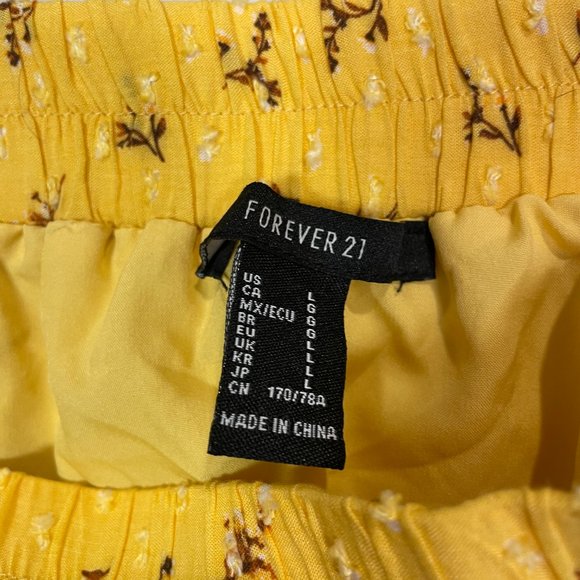 FOREVER 21
US L
CA G
MX/ECU G
BR G
EU L
UK L
KR L
JP L
CN 170/78A
MADE IN CHINA